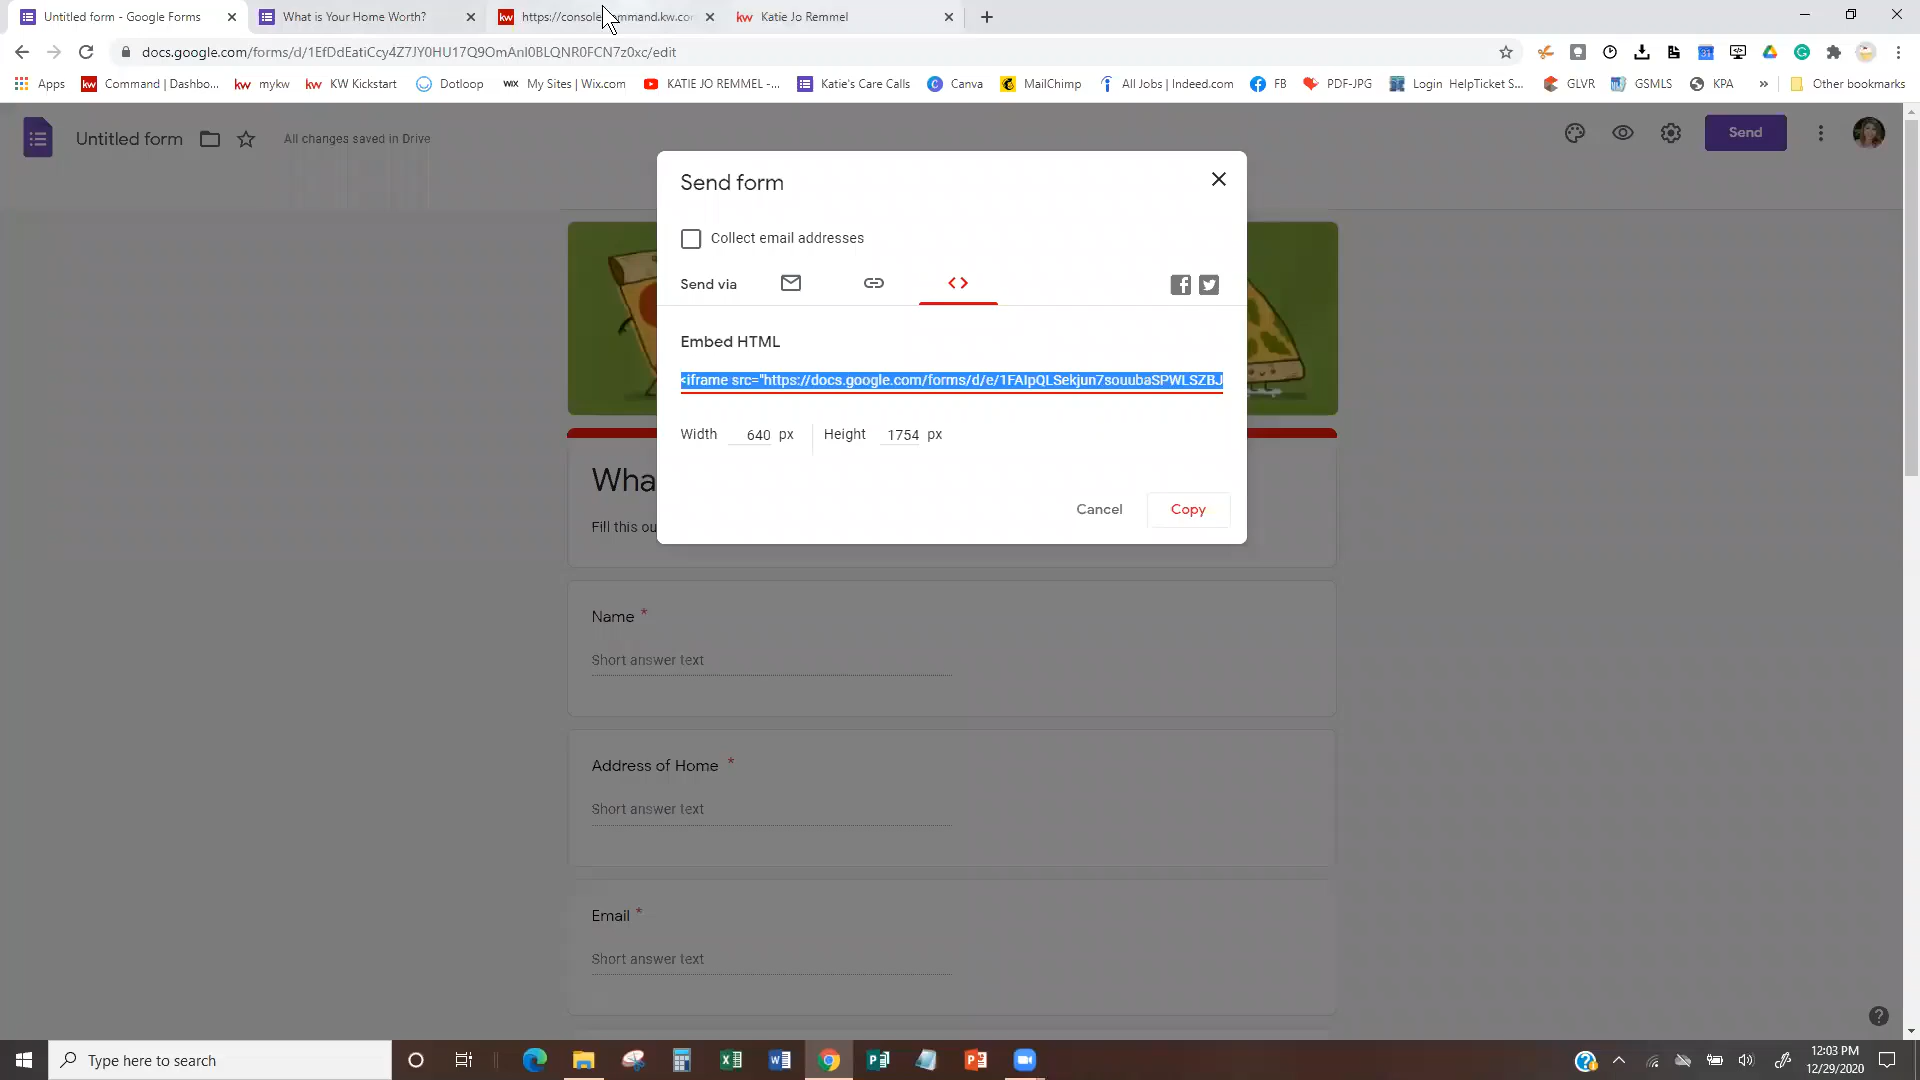 Untitled form - Google Forms
What is Your Home Worth?
https://console.command.kw.com
kw Katie Jo Remmel
docs.google.com/forms/d/1EfDdEatiCcy4Z7JY0HU17Q9OmAnI0BLQNR0FCN7z0xc/edit
Apps
kw Command | Dashbo...
kw mykw
kw KW Kickstart
Dotloop
WIX My Sites | Wix.com
KATIE JO REMMEL -...
Katie's Care Calls
Canva
MailChimp
All Jobs | Indeed.com
FB
PDF-JPG
Login HelpTicket S...
GLVR
GSMLS
KPA
»
Other bookmarks
Untitled form
All changes saved in Drive
Send
Send form
Collect email addresses
Send via
Embed HTML
<iframe src="https://docs.google.com/forms/d/e/1FAIpQLSekjun7souubaSPWLSZBJ
Width 640 px Height 1754 px
Cancel Copy
Wha
Fill this ou
Name *
Short answer text
Address of Home *
Short answer text
Email *
Short answer text
Type here to search
12:03 PM
12/29/2020